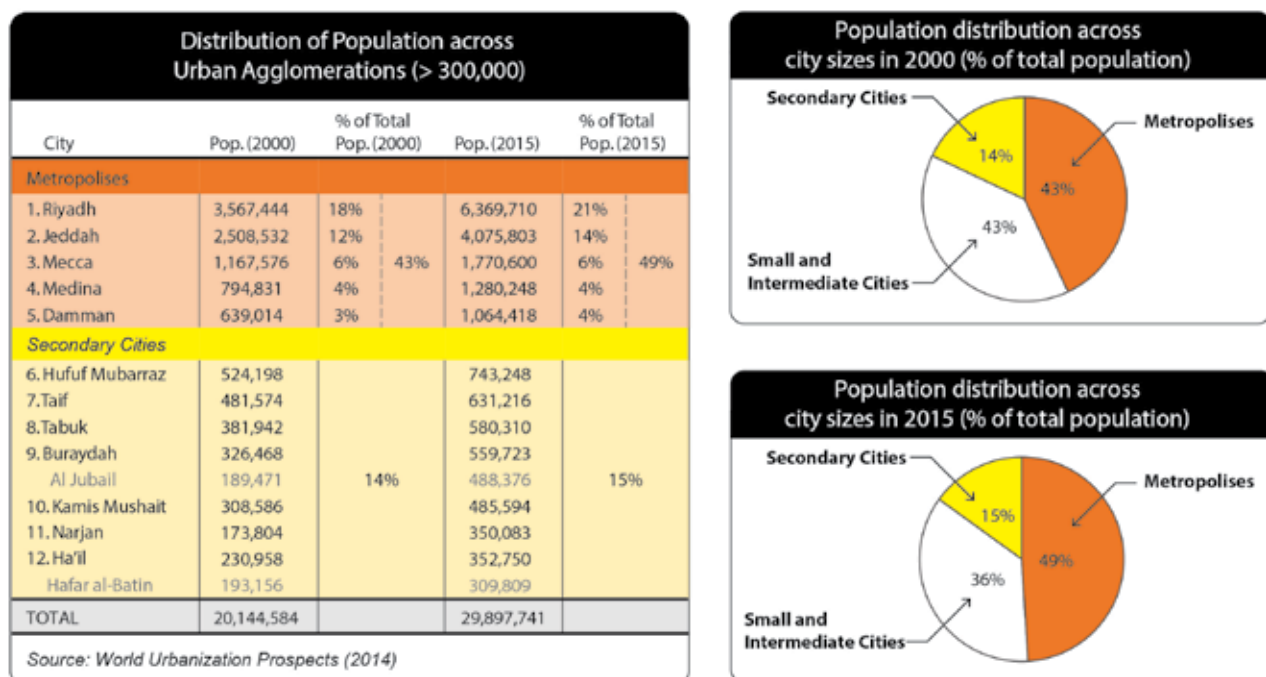 Distribution of Population across
Urban Agglomerations (> 300,000)
City Pop. (2000) % of Total Pop. (2000) Pop. (2015) % of Total Pop. (2015)
Metropolises
1. Riyadh 3,567,444 18% 6,369,710 21%
2. Jeddah 2,508,532 12% 4,075,803 14%
3. Mecca 1,167,576 6% 43% 1,770,600 6% 49%
4. Medina 794,831 4% 1,280,248 4%
5. Damman 639,014 3% 1,064,418 4%
Secondary Cities
6. Hufuf Mubarraz 524,198 743,248
7. Taif 481,574 631,216
8. Tabuk 381,942 580,310
9. Buraydah 326,468 559,723
Al Jubail 189,471 14% 488,376 15%
10. Kamis Mushait 308,586 485,594
11. Narjan 173,804 350,083
12. Ha'il 230,958 352,750
Hafar al-Batin 193,156 309,809
TOTAL 20,144,584 29,897,741
Source: World Urbanization Prospects (2014)
Population distribution across
city sizes in 2000 (% of total population)
Secondary Cities
Metropolises
14%
43%
43%
Small and
Intermediate Cities
Population distribution across
city sizes in 2015 (% of total population)
Secondary Cities
Metropolises
15%
49%
36%
Small and
Intermediate Cities